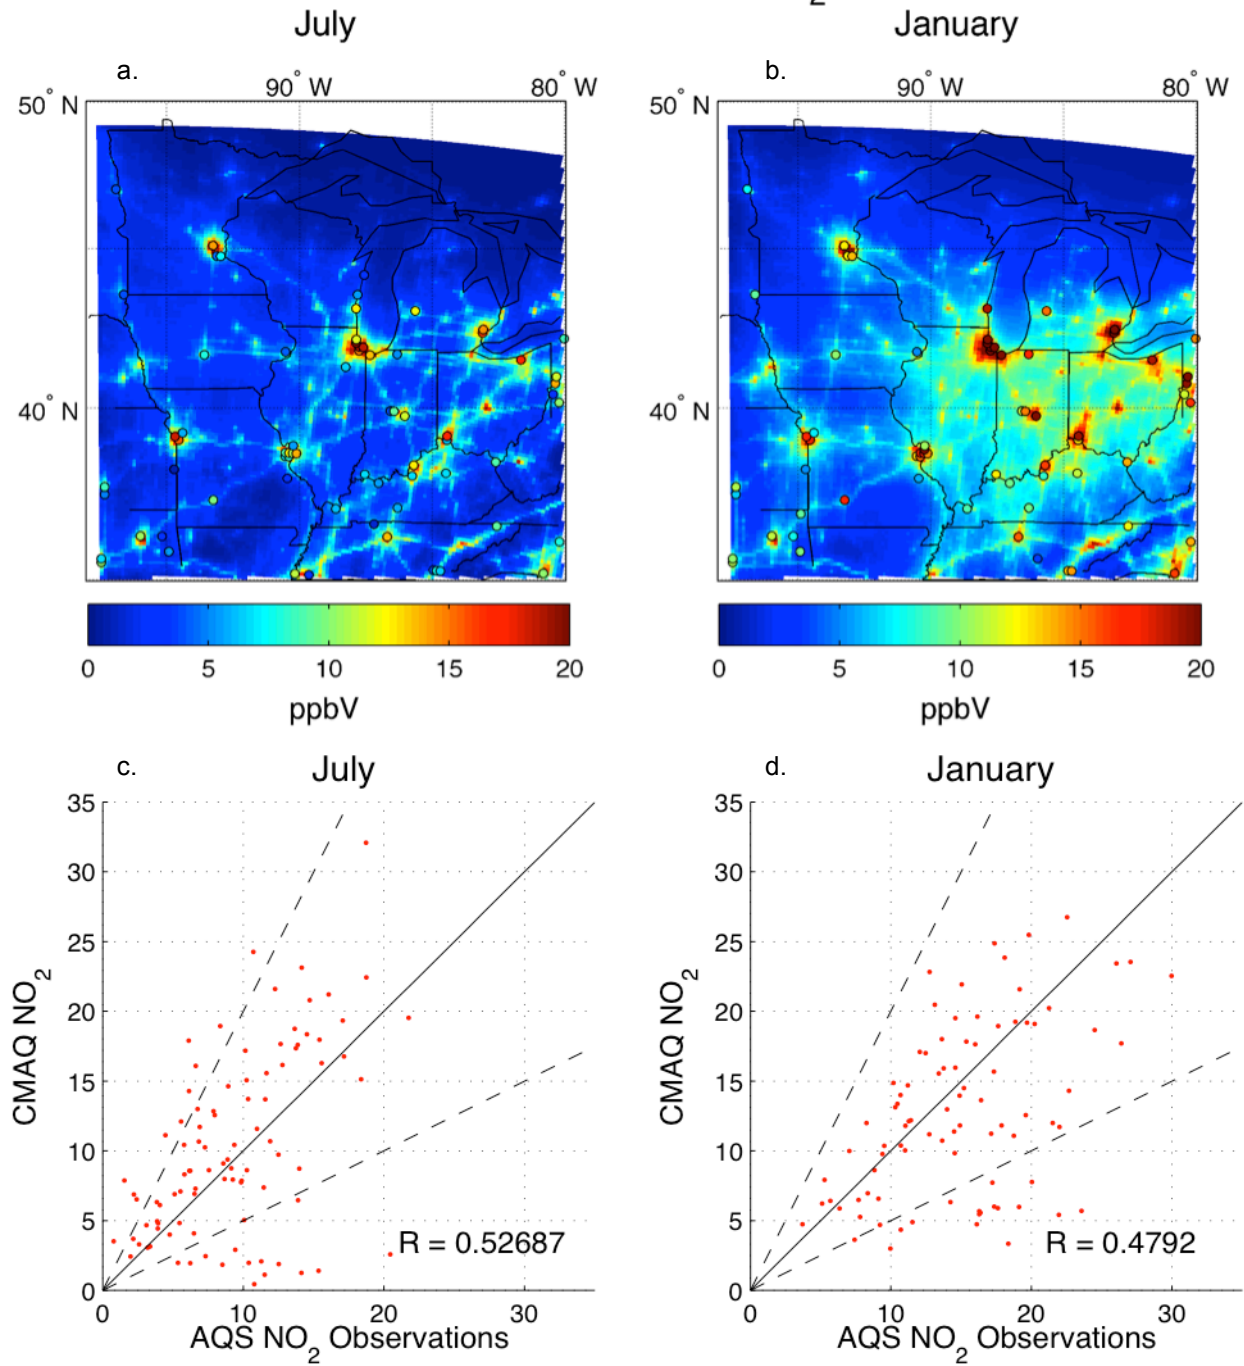 2
July January
a. b.
90° W 80° W 90° W 80° W
50° N 50° N
40° N 40° N
0 5 10 15 20 0 5 10 15 20
ppbV ppbV
c. July d. January
35 35
30 30
25 25
20 20
15 15
10 10
5 5
0 0
CMAQ NO2 CMAQ NO2
R = 0.52687 R = 0.4792
0 10 20 30 0 10 20 30
AQS NO2 Observations AQS NO2 Observations